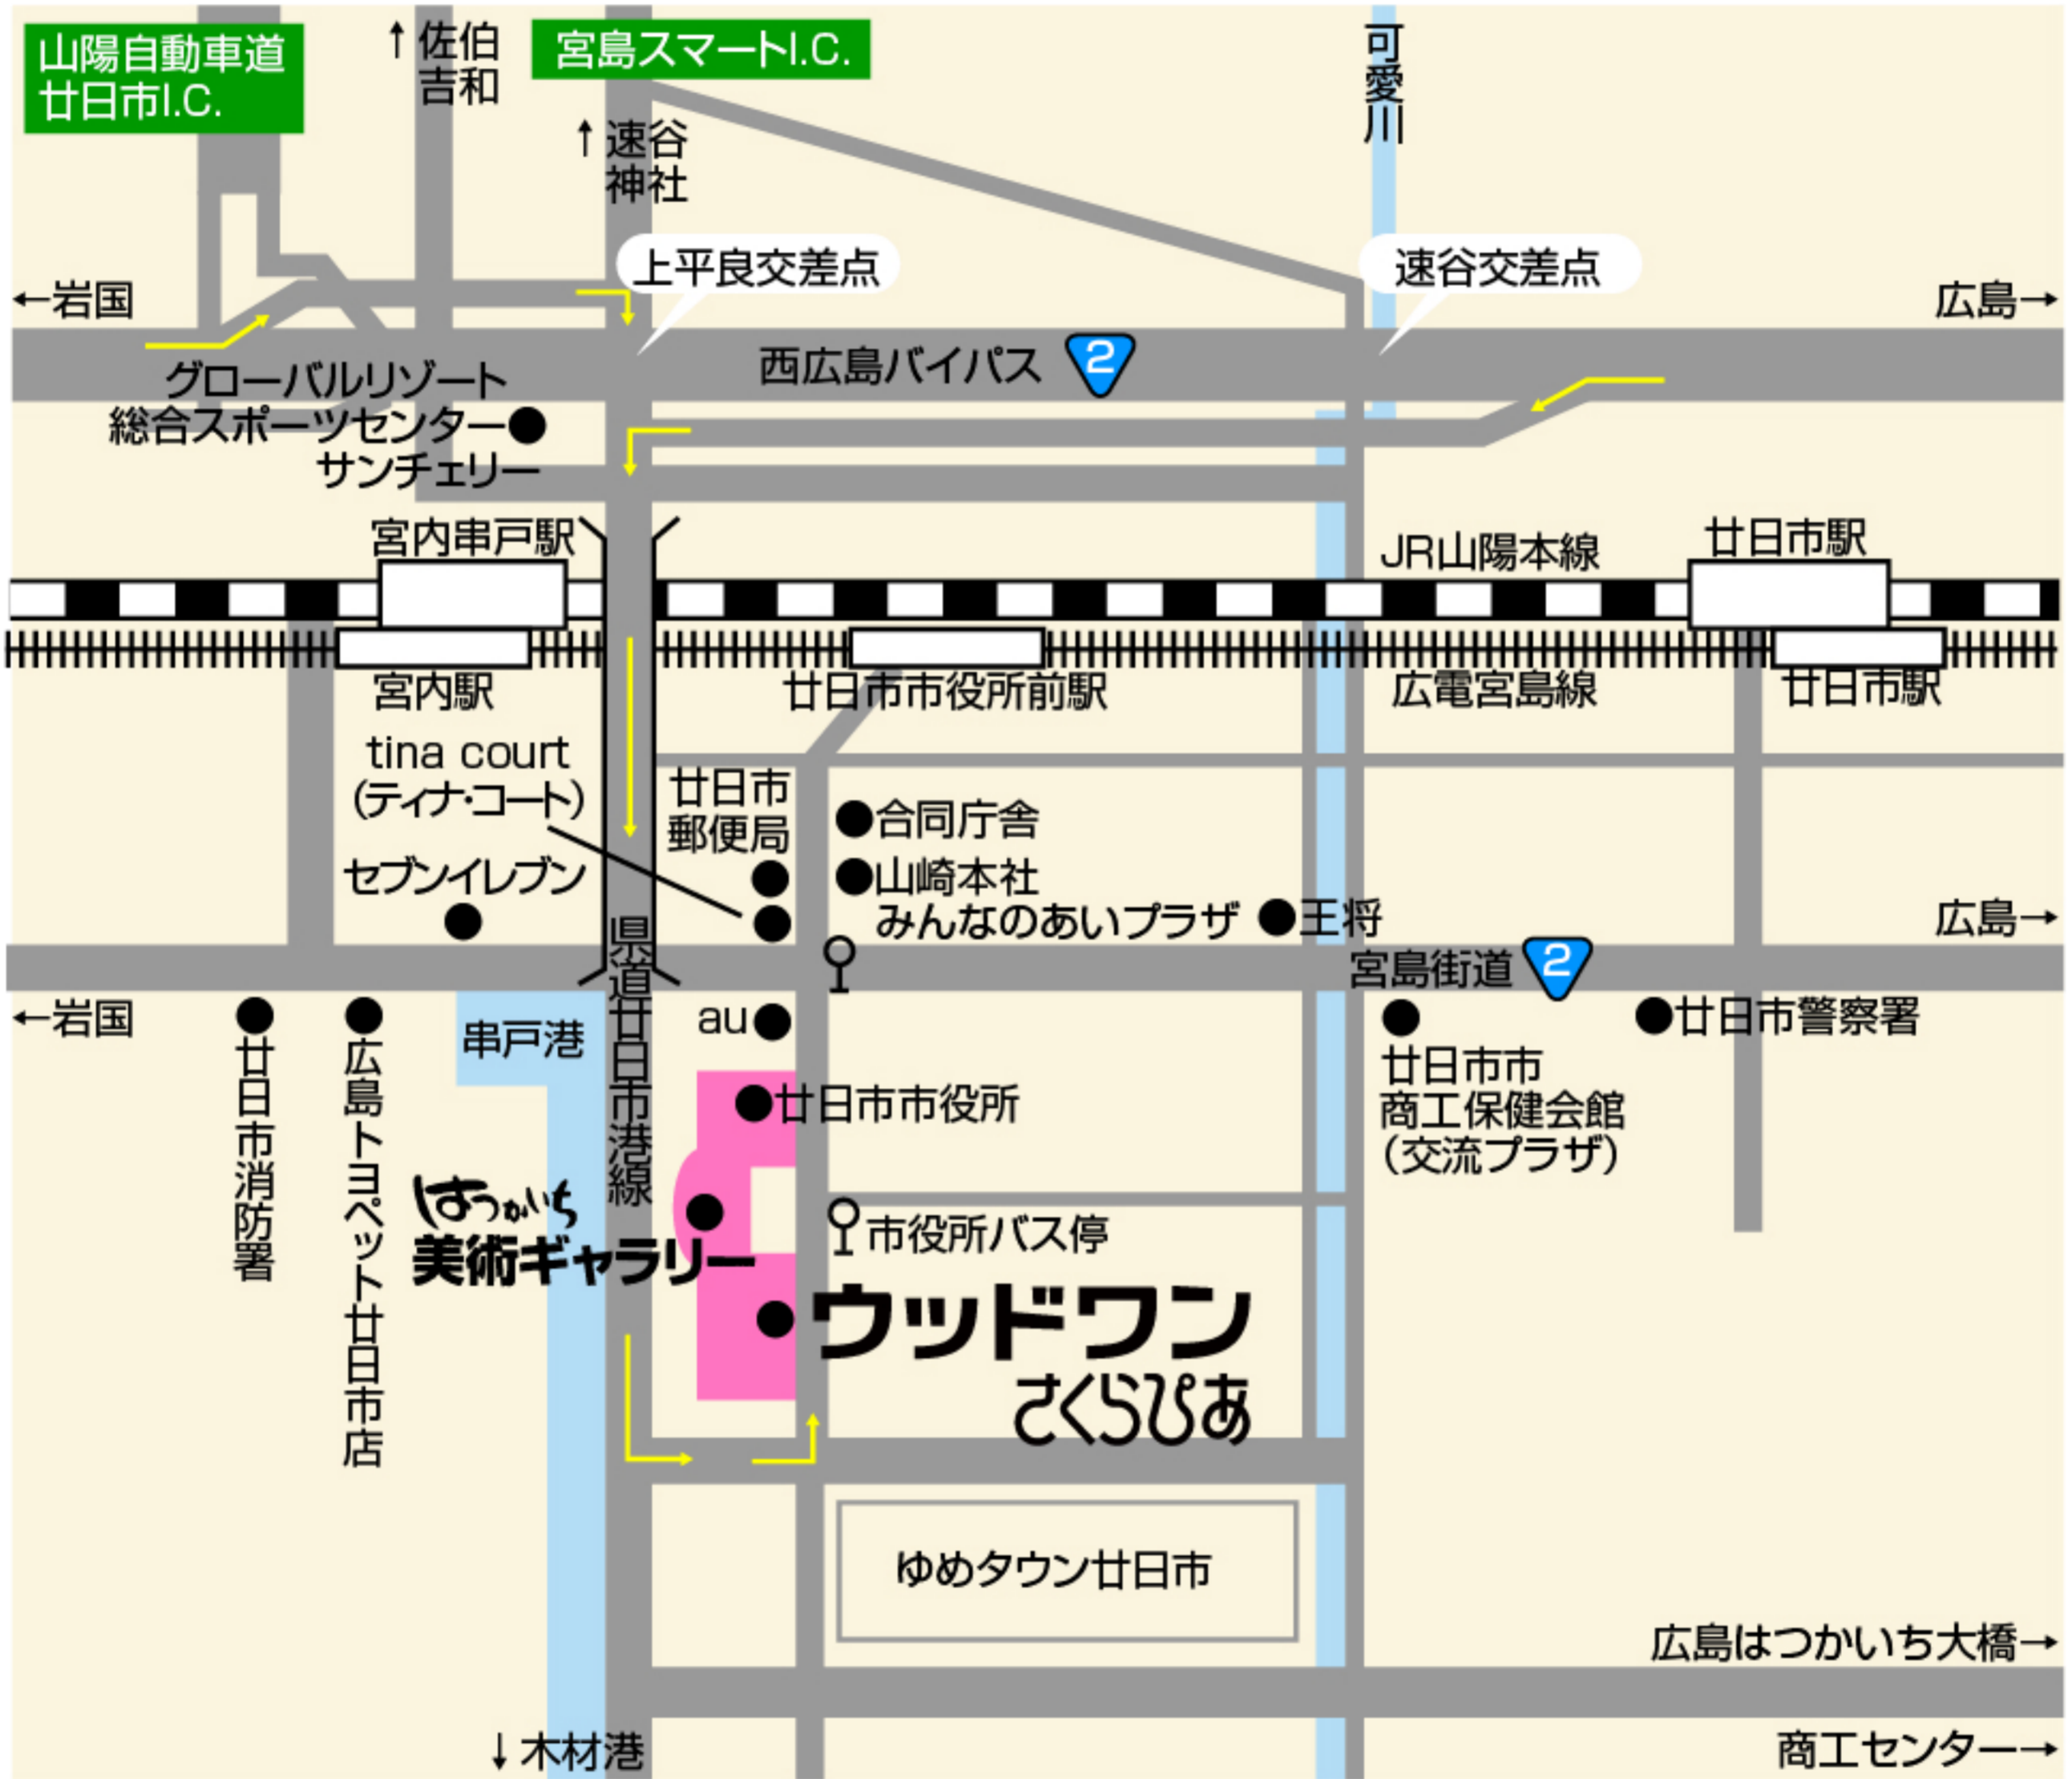 山陽自動車道
廿日市I.C.
↑佐伯
吉和
宮島スマートI.C.
↑速谷
神社
可愛川
上平良交差点
速谷交差点
←岩国
広島→
西広島バイパス
2
グローバルリゾート
総合スポーツセンター
サンチェリー
宮内串戸駅
JR山陽本線
廿日市駅
宮内駅
廿日市市役所前駅
広電宮島線
廿日市駅
tina court
(ティナ・コート)
廿日市
郵便局
合同庁舎
セブンイレブン
山崎本社
みんなのあいプラザ
王将
広島→
県道廿日市港線
宮島街道
2
←岩国
廿日市消防署
広島トヨペット廿日市店
串戸港
au
廿日市警察署
廿日市市
商工保健会館
(交流プラザ)
廿日市市役所
はつかいち
美術ギャラリー
市役所バス停
ウッドワン
さくらぴあ
ゆめタウン廿日市
広島はつかいち大橋→
↓木材港
商工センター→